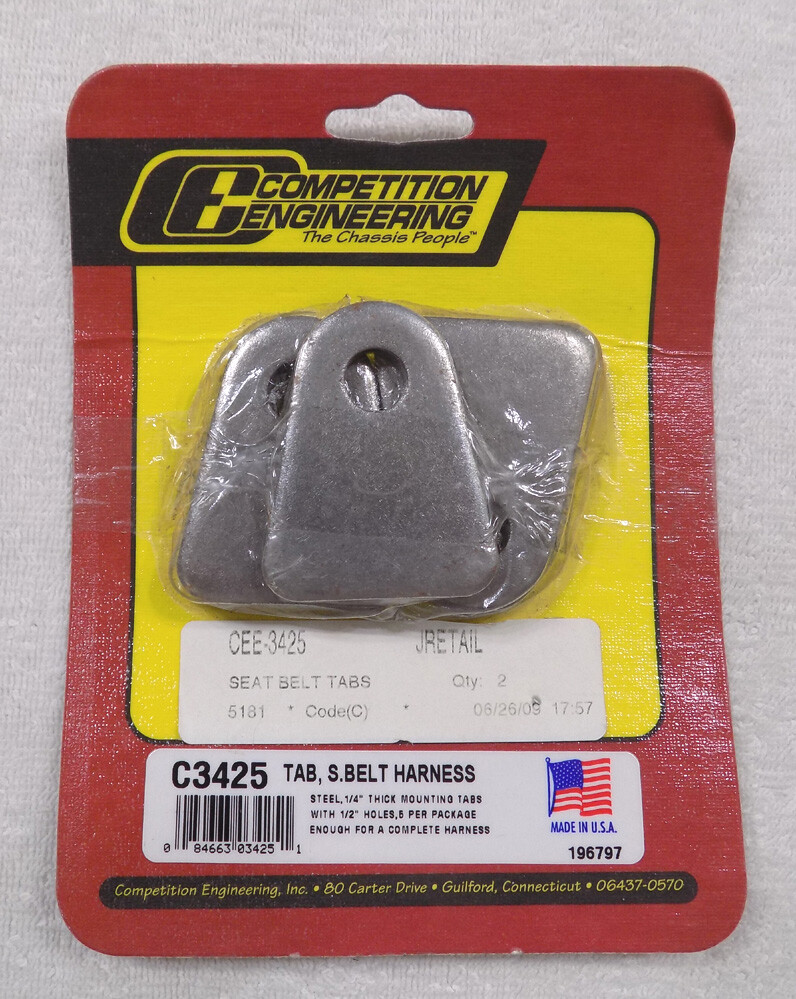 COMPETITION
ENGINEERING
The Chassis People™
CEE-3425 JRETAIL
SEAT BELT TABS Qty: 2
5181 * Code(C) * 06/26/09 17:57
C3425 TAB, S.BELT HARNESS
STEEL,1/4" THICK MOUNTING TABS
WITH 1/2" HOLES,5 PER PACKAGE
ENOUGH FOR A COMPLETE HARNESS
MADE IN U.S.A.
0 84663 03425 1
196797
Competition Engineering, Inc. • 80 Carter Drive • Guilford, Connecticut • 06437-0570